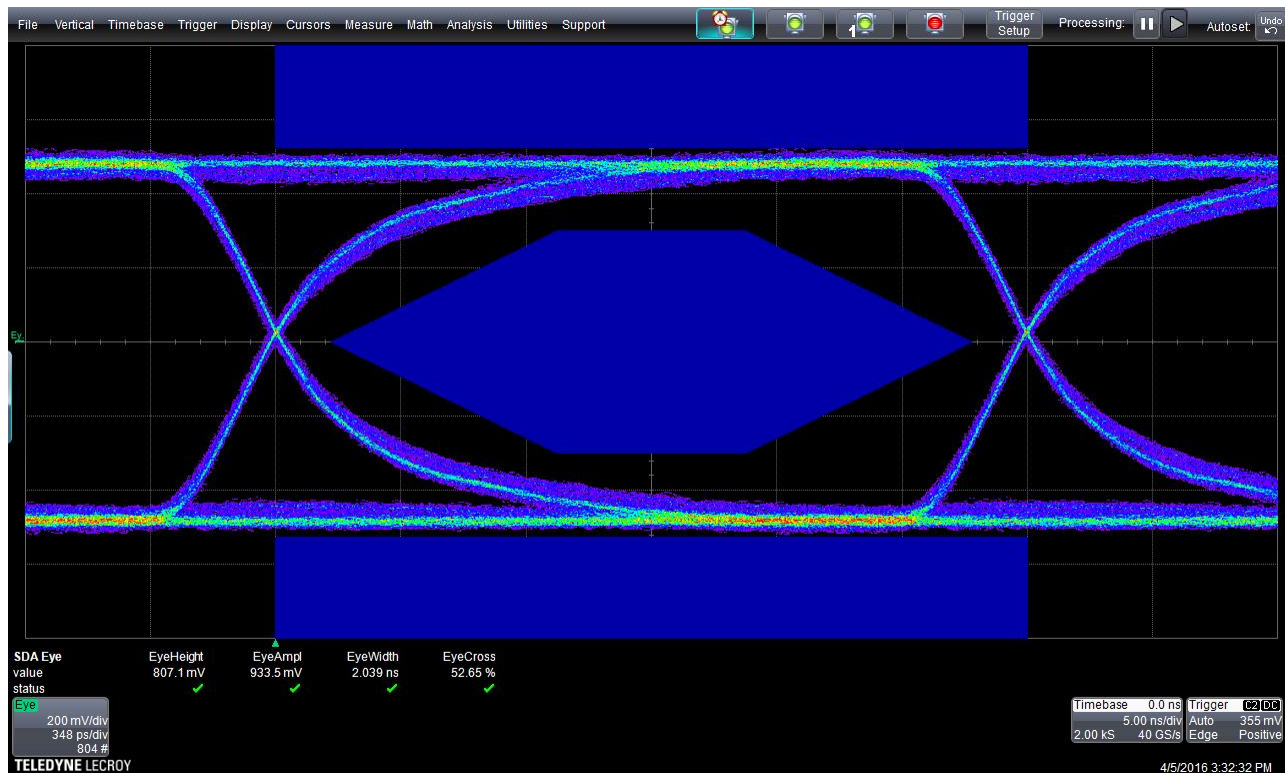 File Vertical Timebase Trigger Display Cursors Measure Math Analysis Utilities Support 1 Trigger Setup Processing: Autoset: Undo
Ey...
SDA Eye EyeHeight EyeAmpl EyeWidth EyeCross
value 807.1 mV 933.5 mV 2.039 ns 52.65 %
status
Eye
200 mV/div
348 ps/div
804 #
Timebase 0.0 ns
5.00 ns/div
2.00 kS 40 GS/s
Trigger C2 DC
Auto 355 mV
Edge Positive
TELEDYNE LECROY
4/5/2016 3:32:32 PM